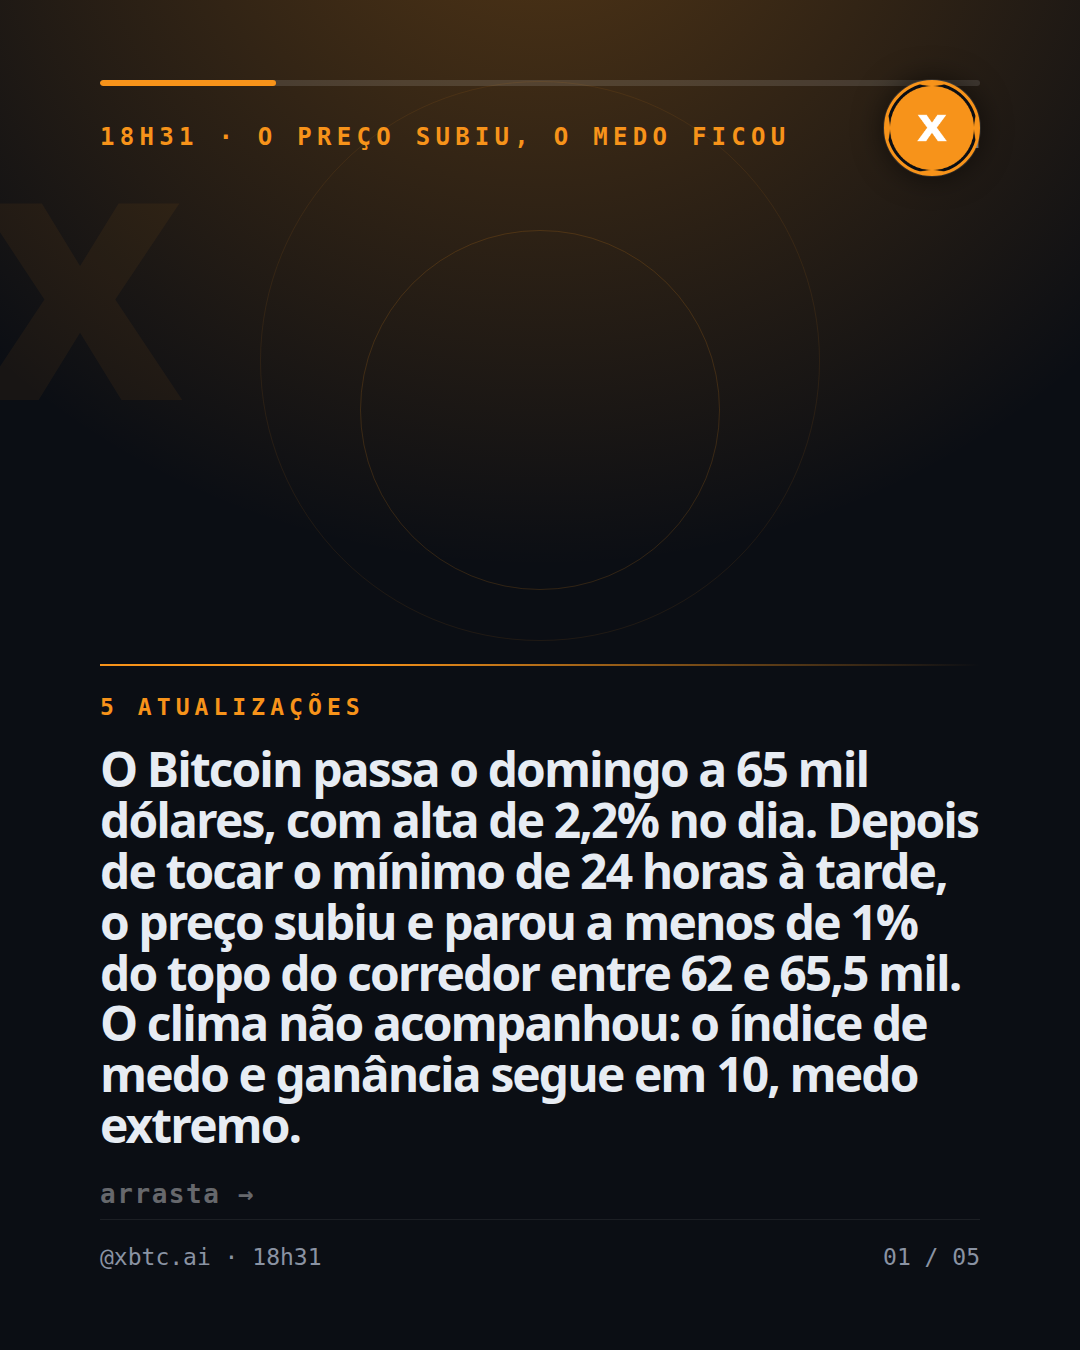 18H31 · O PREÇO SUBIU, O MEDO FICOU
X
X
5 ATUALIZAÇÕES
O Bitcoin passa o domingo a 65 mil
dólares, com alta de 2,2% no dia. Depois
de tocar o mínimo de 24 horas à tarde,
o preço subiu e parou a menos de 1%
do topo do corredor entre 62 e 65,5 mil.
O clima não acompanhou: o índice de
medo e ganância segue em 10, medo
extremo.
arrasta →
@xbtc.ai · 18h31
01 / 05